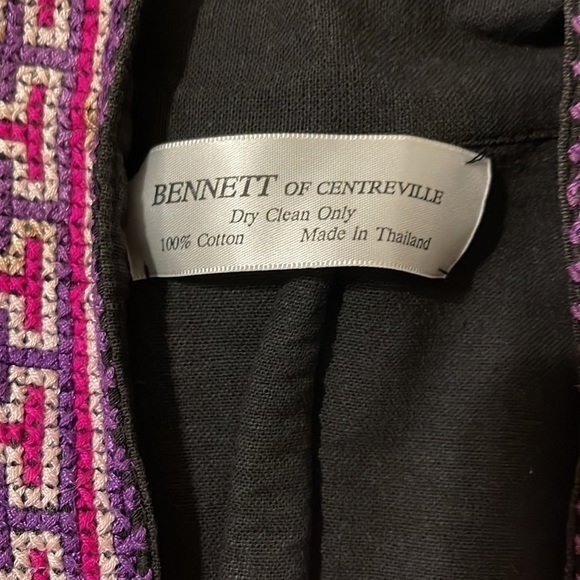 BENNETT OF CENTREVILLE
Dry Clean Only
100% Cotton Made in Thailand